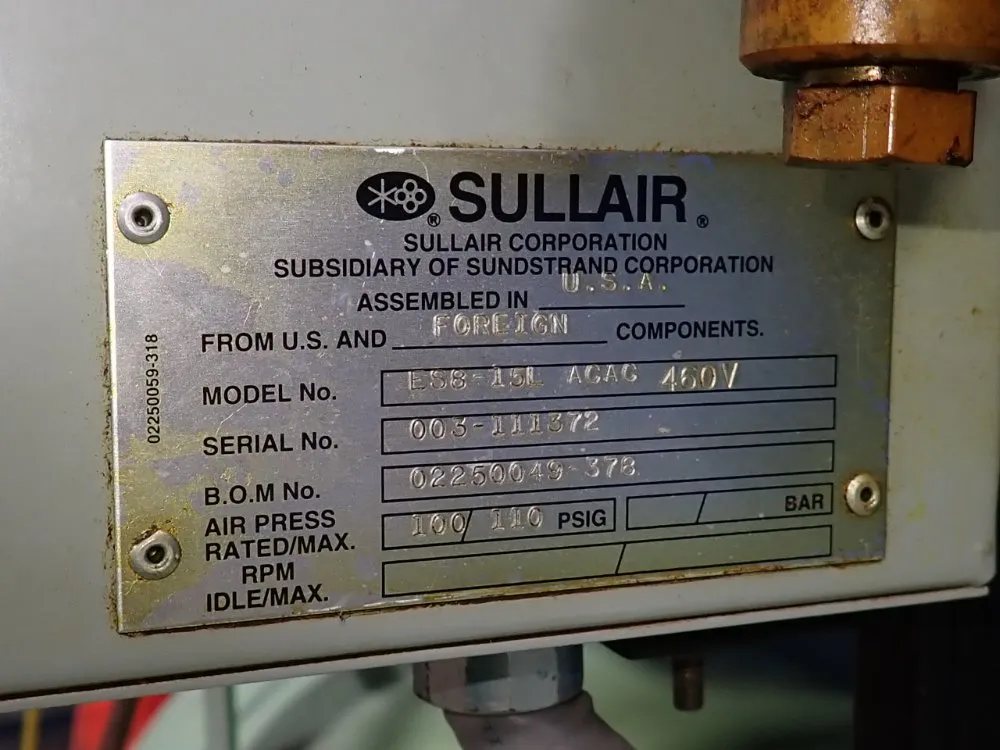 SULLAIR
SULLAIR CORPORATION
SUBSIDIARY OF SUNDSTRAND CORPORATION
ASSEMBLED IN U.S.A.
FROM U.S. AND FOREIGN COMPONENTS.
MODEL No. ES8-15L ACAC 460V
SERIAL No. 003-111372
B.O.M No. 02250049-378
AIR PRESS
RATED/MAX. 100/110 PSIG / BAR
RPM
IDLE/MAX. /
02250059-318